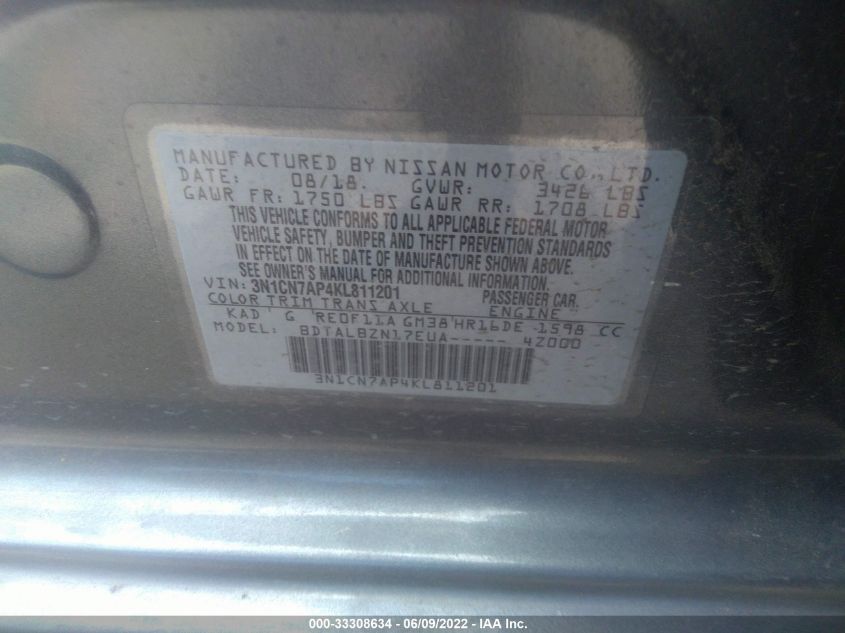 MANUFACTURED BY NISSAN MOTOR CO., LTD.
DATE: 08/18. GVWR: 3426 LBS
GAWR FR: 1750 LBS GAWR RR: 1708 LBS
THIS VEHICLE CONFORMS TO ALL APPLICABLE FEDERAL MOTOR
VEHICLE SAFETY, BUMPER AND THEFT PREVENTION STANDARDS
IN EFFECT ON THE DATE OF MANUFACTURE SHOWN ABOVE.
SEE OWNER'S MANUAL FOR ADDITIONAL INFORMATION.
VIN: 3N1CN7AP4KL811201 PASSENGER CAR.
COLOR TRIM TRANS AXLE ENGINE
KAD G RE0F11A GM38 HR16DE 1598 CC
MODEL: BDTALBZN17EUA----- 4Z000
3N1CN7AP4KL811201
000-33308634 - 06/09/2022 - IAA Inc.